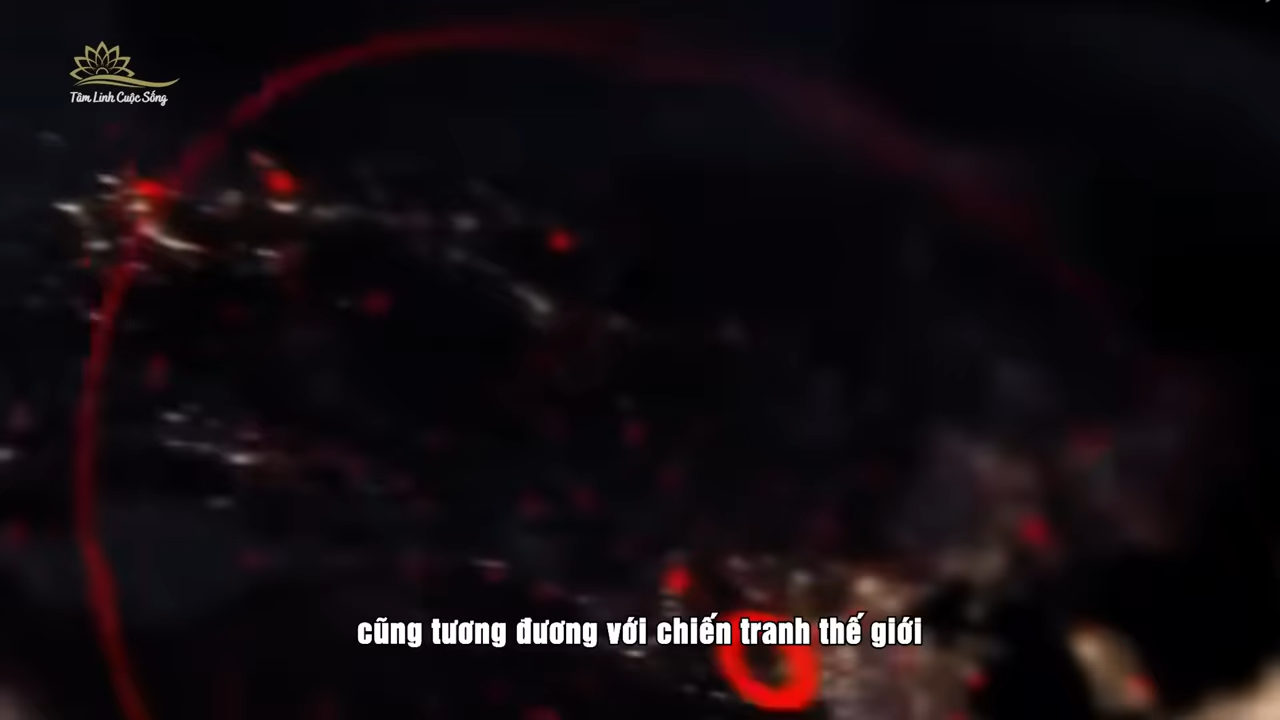 Tâm Linh Cuộc Sống
cũng tương đương với chiến tranh thế giới